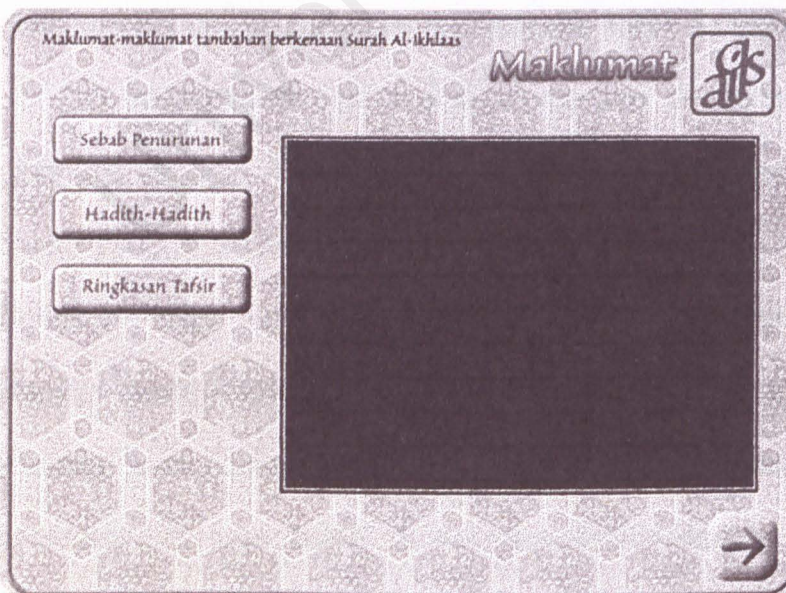 Maklumat-maklumat tambahan berkenaan Surah Al-Ikhlaas
Maklumat
Sebab Penurunan
Hadith-Hadith
Ringkasan Tafsir